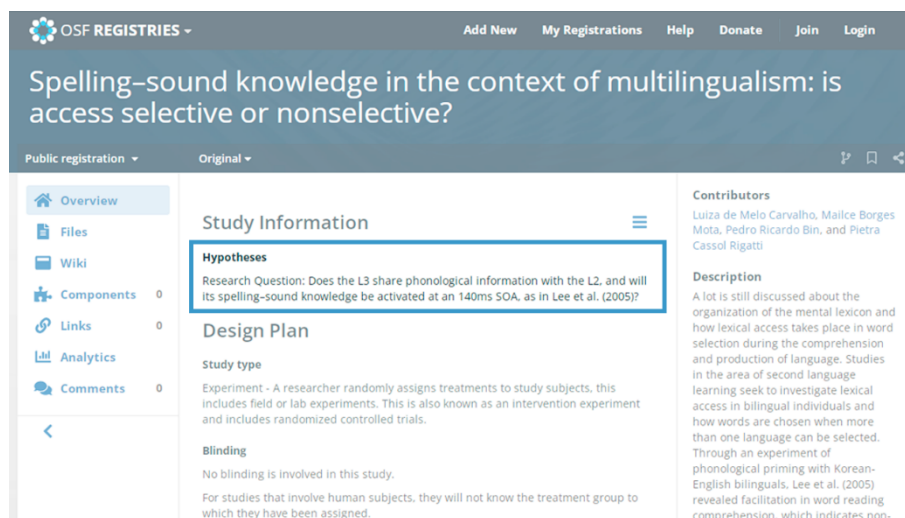 OSF REGISTRIES
Add New My Registrations Help Donate Join Login
Spelling–sound knowledge in the context of multilingualism: is
access selective or nonselective?
Public registration
Original
Overview
Files
Wiki
Components 0
Links 0
Analytics
Comments 0
Study Information
Hypotheses
Research Question: Does the L3 share phonological information with the L2, and will
its spelling–sound knowledge be activated at an 140ms SOA, as in Lee et al. (2005)?
Design Plan
Study type
Experiment - A researcher randomly assigns treatments to study subjects, this
includes field or lab experiments. This is also known as an intervention experiment
and includes randomized controlled trials.
Blinding
No blinding is involved in this study.
For studies that involve human subjects, they will not know the treatment group to
which they have been assigned.
Contributors
Luiza de Melo Carvalho, Mailce Borges
Mota, Pedro Ricardo Bin, and Pietra
Cassol Rigatti
Description
A lot is still discussed about the
organization of the mental lexicon and
how lexical access takes place in word
selection during the comprehension
and production of language. Studies
in the area of second language
learning seek to investigate lexical
access in bilingual individuals and
how words are chosen when more
than one language can be selected.
Through an experiment of
phonological priming with Korean-
English bilinguals, Lee et al. (2005)
revealed facilitation in word reading
comprehension, which indicates non-